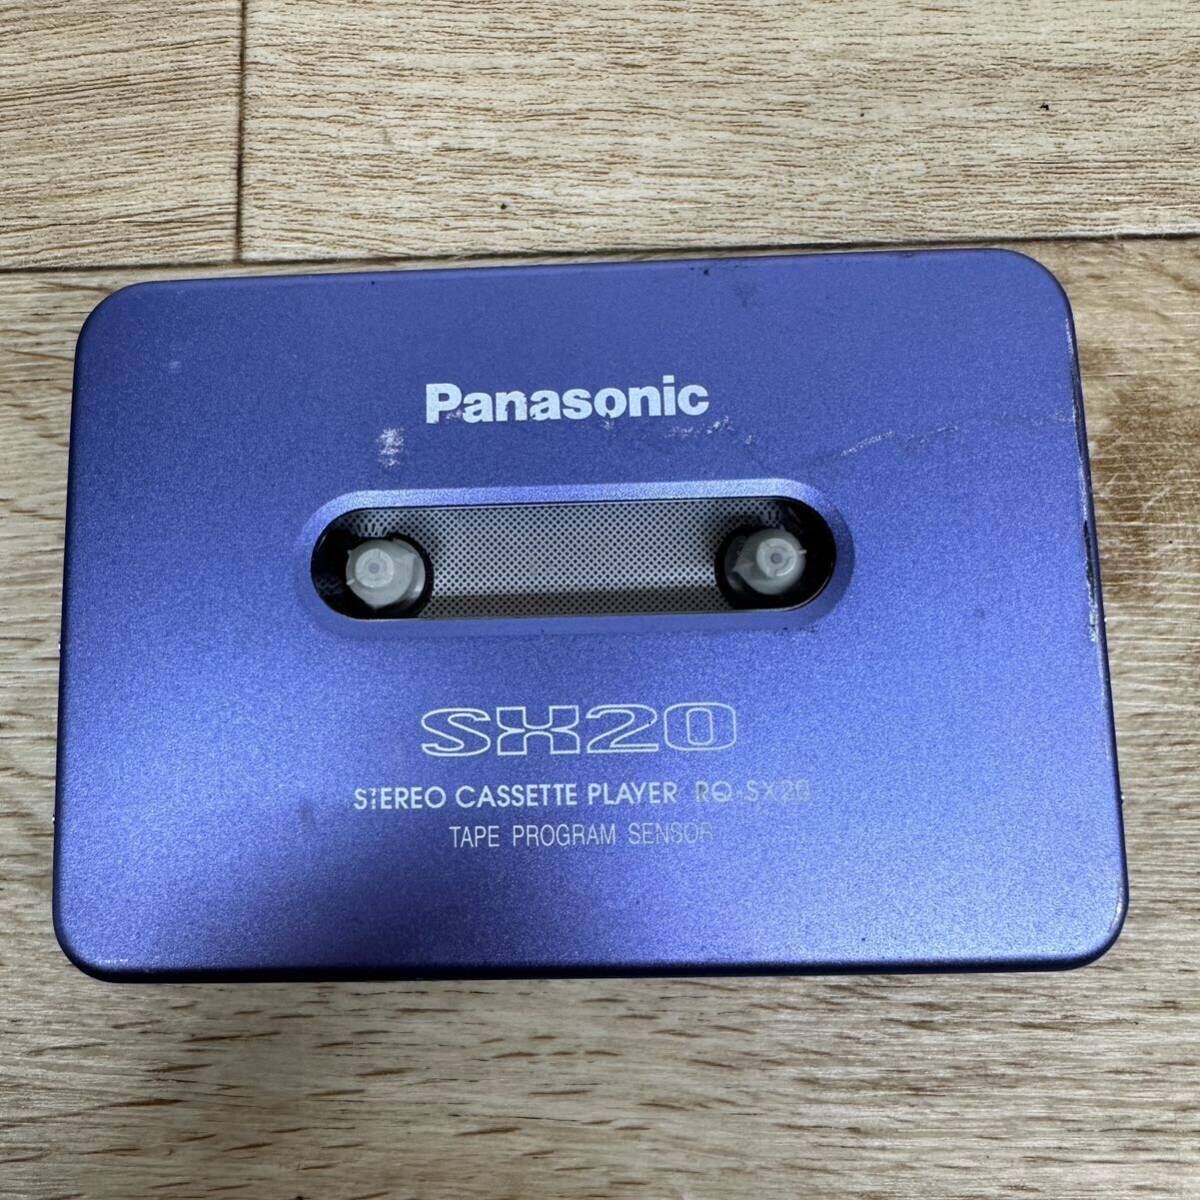 Panasonic
SX20
STEREO CASSETTE PLAYER RQ-SX20
TAPE PROGRAM SENSOR